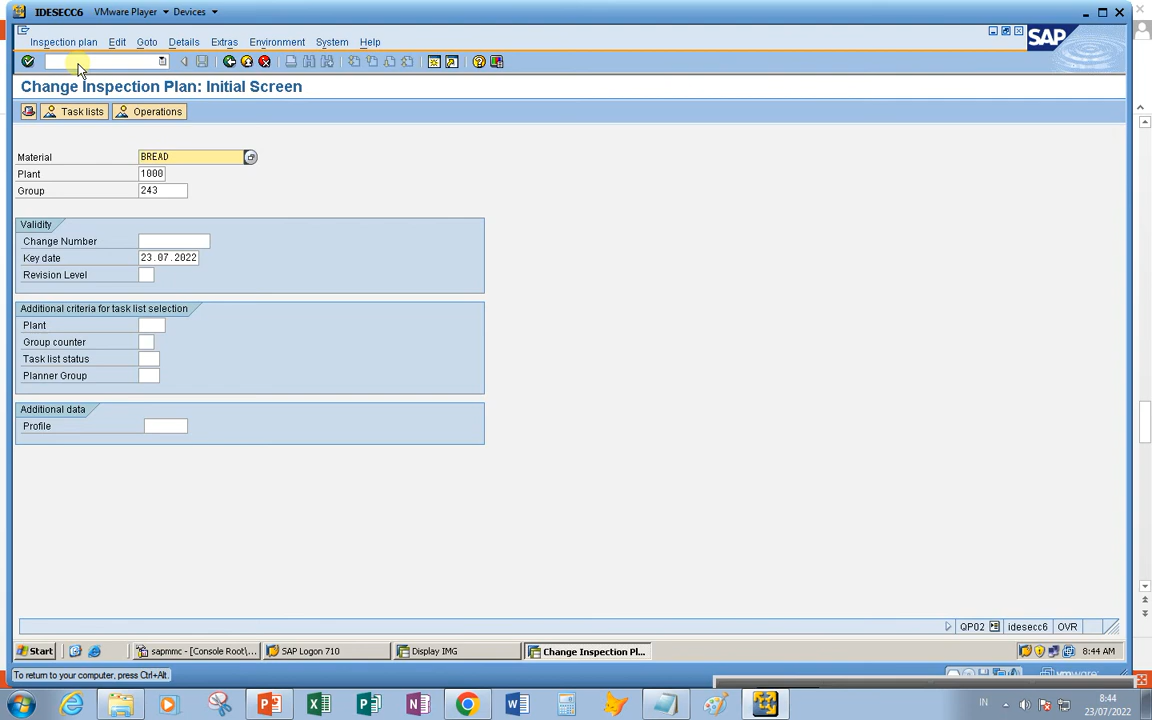 IDESECC6 VMware Player Devices
Inspection plan Edit Goto Details Extras Environment System Help
SAP
Change Inspection Plan: Initial Screen
Task lists Operations
Material BREAD
Plant 1000
Group 243
Validity
Change Number
Key date 23.07.2022
Revision Level
Additional criteria for task list selection
Plant
Group counter
Task list status
Planner Group
Additional data
Profile
QP02 idesecc6 OVR
Start sapmmc - [Console Root\... SAP Logon 710 Display IMG Change Inspection Pl... 8:44 AM
To return to your computer, press Ctrl+Alt.
vmware
IN 8:44
23/07/2022